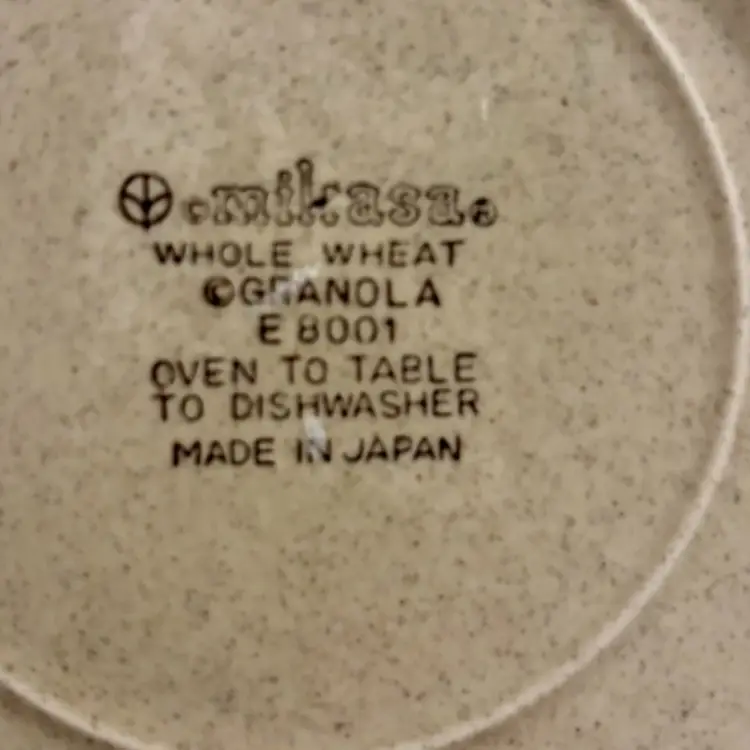 mikasa®
WHOLE WHEAT
©GRANOLA
E 8001
OVEN TO TABLE
TO DISHWASHER
MADE IN JAPAN